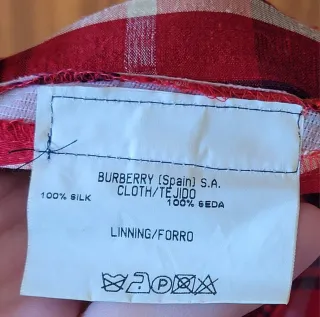 BURBERRY (Spain) S.A.
CLOTH/TEJIDO
100% SILK 100% SEDA
LINNING/FORRO
P